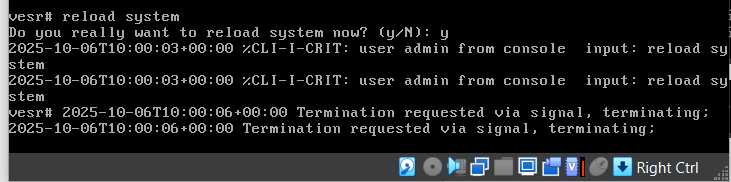 vesr# reload system
Do you really want to reload system now? (y/N): y
2025-10-06T10:00:03+00:00 %CLI-I-CRIT: user admin from console  input: reload sy
stem
2025-10-06T10:00:03+00:00 %CLI-I-CRIT: user admin from console  input: reload sy
stem
vesr# 2025-10-06T10:00:06+00:00 Termination requested via signal, terminating;
2025-10-06T10:00:06+00:00 Termination requested via signal, terminating;
Right Ctrl